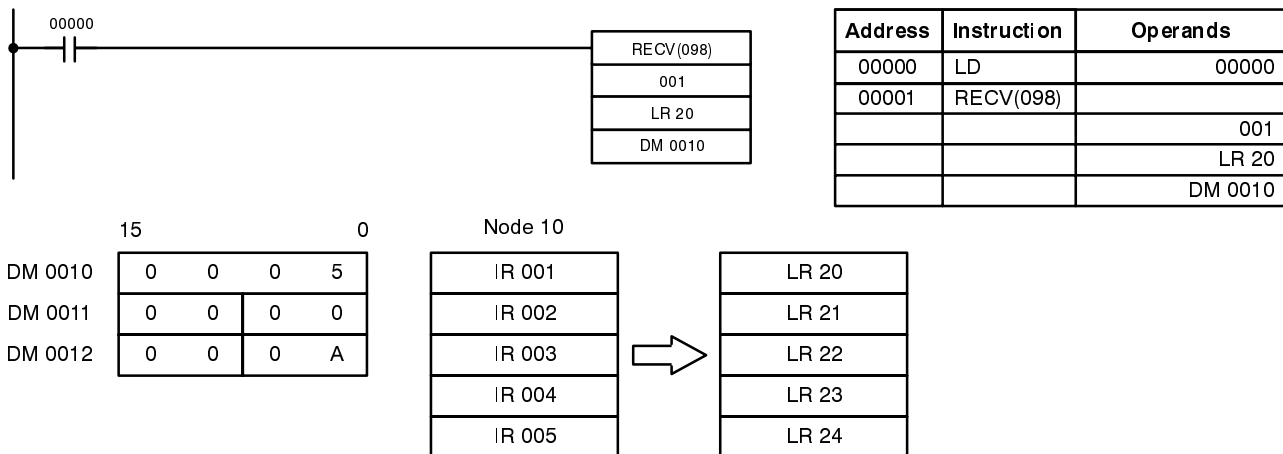 00000
RECV(098)
001
LR 20
DM 0010
Address Instruction Operands
00000 LD 00000
00001 RECV(098)
001
LR 20
DM 0010
15 0
DM 0010 0 0 0 5
DM 0011 0 0 0 0
DM 0012 0 0 0 A
Node 10
IR 001
IR 002
IR 003
IR 004
IR 005
LR 20
LR 21
LR 22
LR 23
LR 24